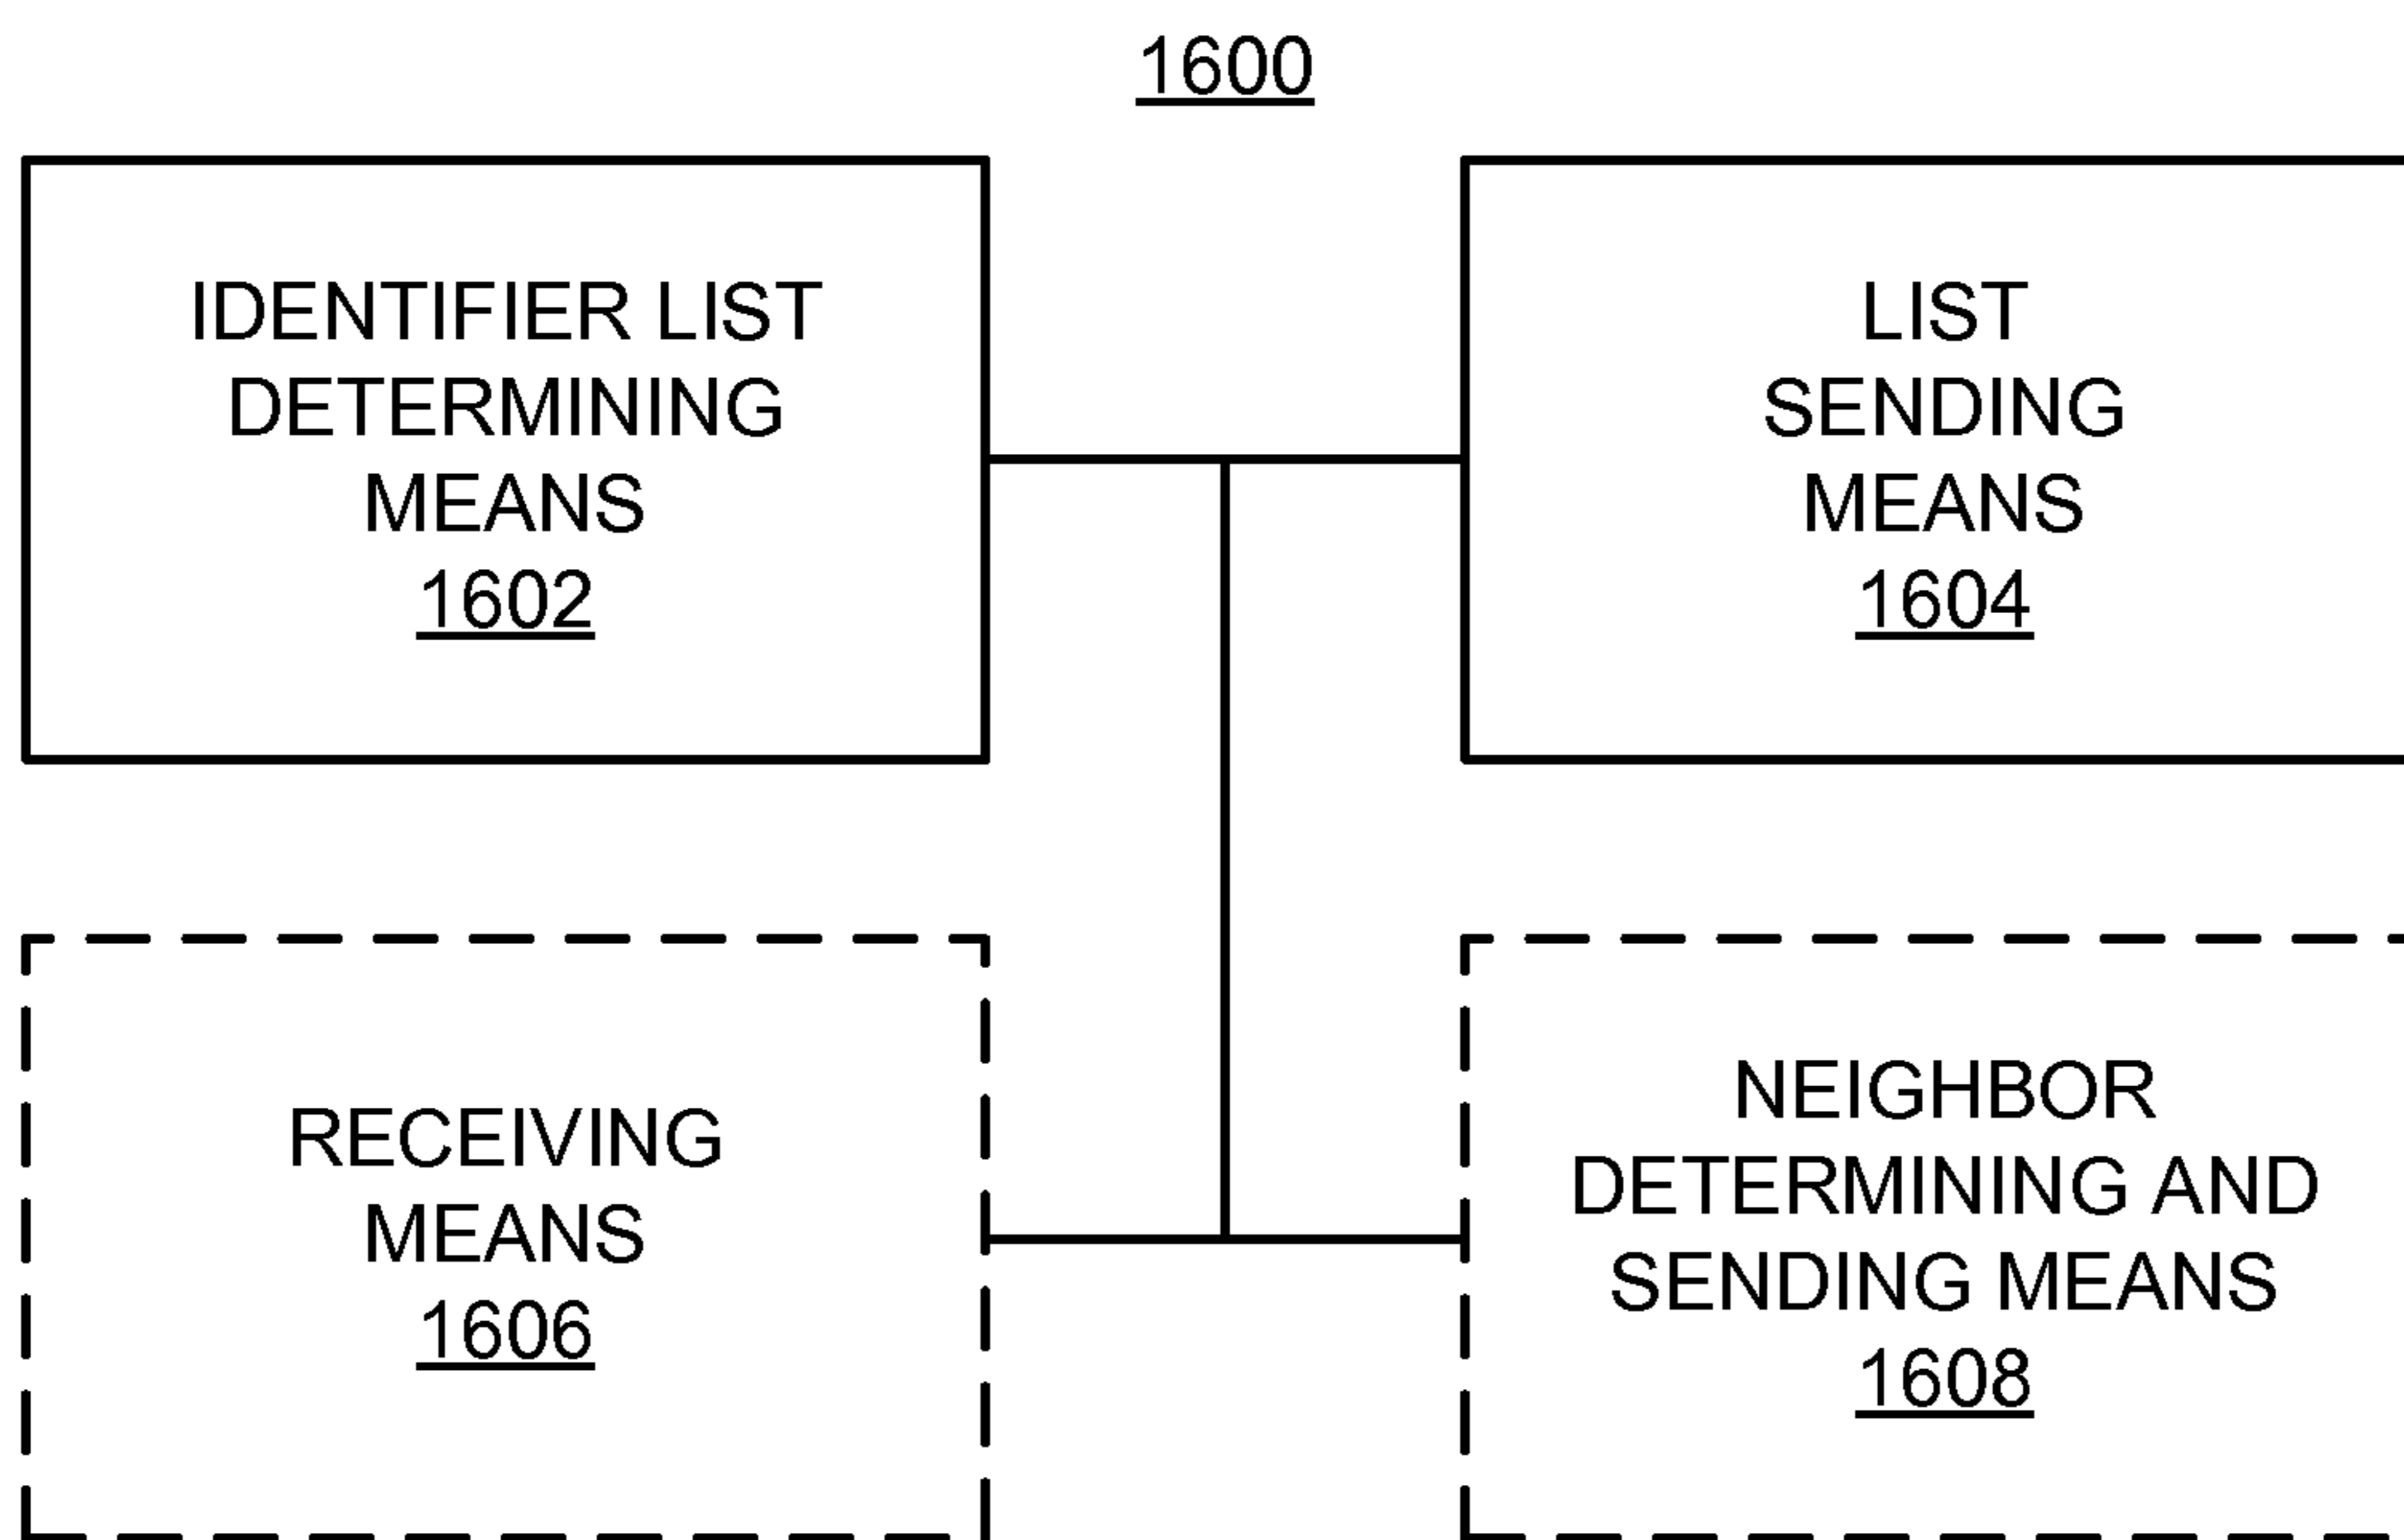 1600
IDENTIFIER LIST
DETERMINING
MEANS
1602
LIST
SENDING
MEANS
1604
RECEIVING
MEANS
1606
NEIGHBOR
DETERMINING AND
SENDING MEANS
1608